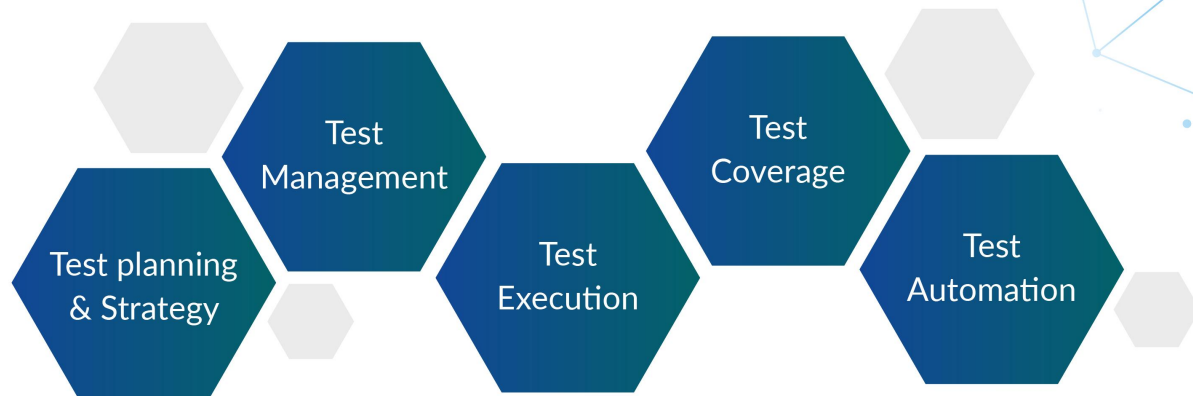 Test planning
& Strategy
Test
Management
Test
Execution
Test
Coverage
Test
Automation